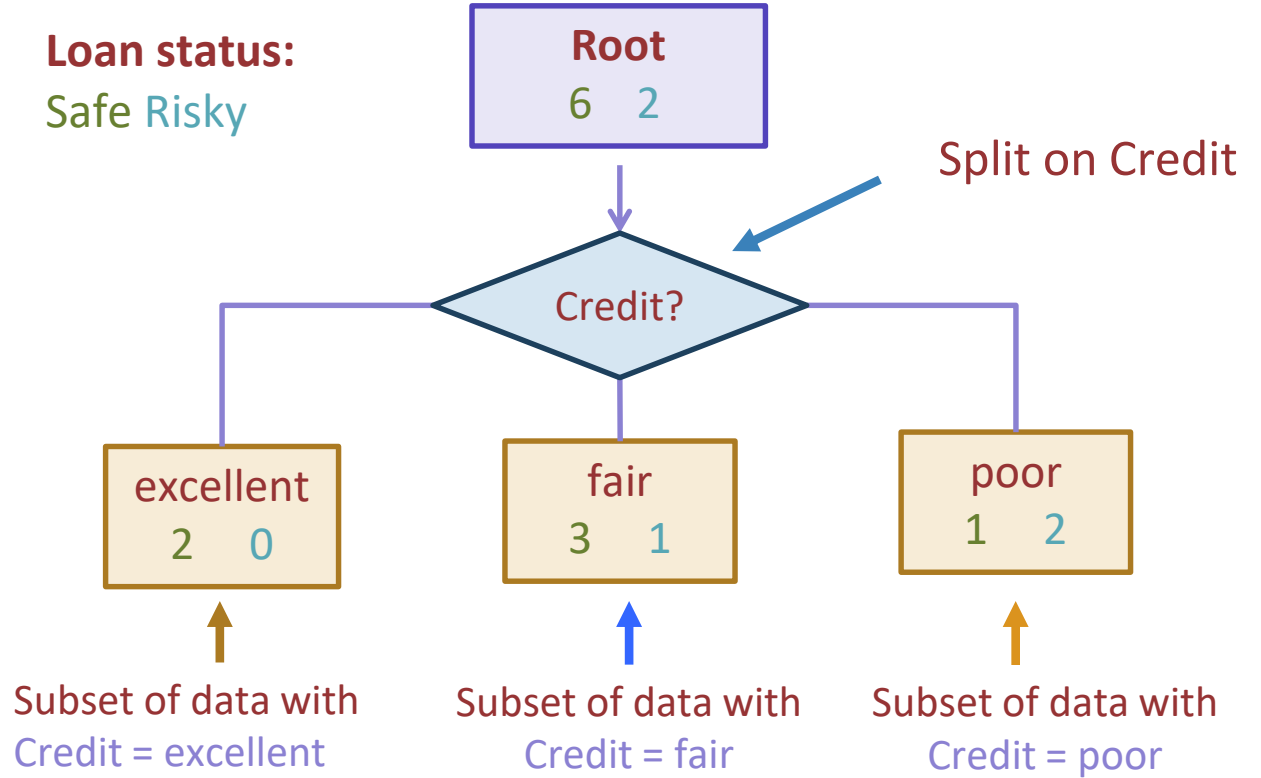 Loan status:
Safe Risky
Root
6 2
Split on Credit
Credit?
excellent
2 0
fair
3 1
poor
1 2
Subset of data with
Credit = excellent
Subset of data with
Credit = fair
Subset of data with
Credit = poor